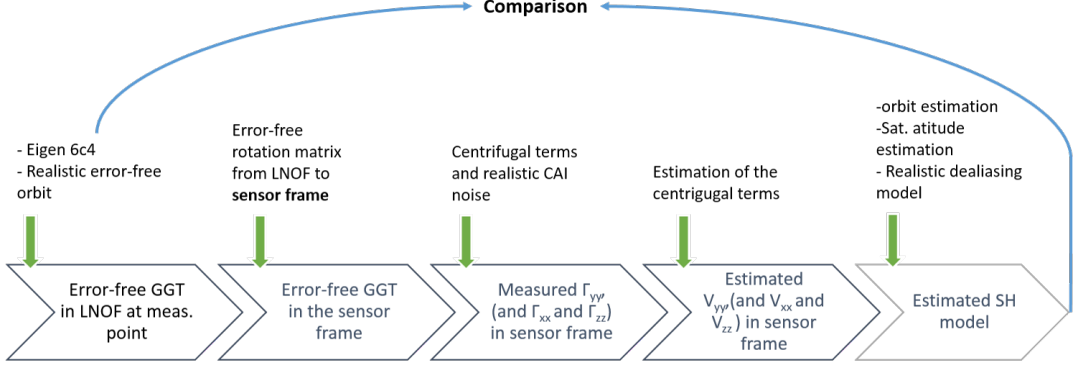 Comparison
- Eigen 6c4
- Realistic error-free
orbit
Error-free
rotation matrix
from LNOF to
sensor frame
Centrifugal terms
and realistic CAI
noise
Estimation of the
centrigugal terms
-orbit estimation
-Sat. atitude
estimation
- Realistic dealiasing
model
Error-free GGT
in LNOF at meas.
point
Error-free GGT
in the sensor
frame
Measured Γyy,
(and Γxx and Γzz)
in sensor frame
Estimated
Vyy,(and Vxx and
Vzz ) in sensor
frame
Estimated SH
model